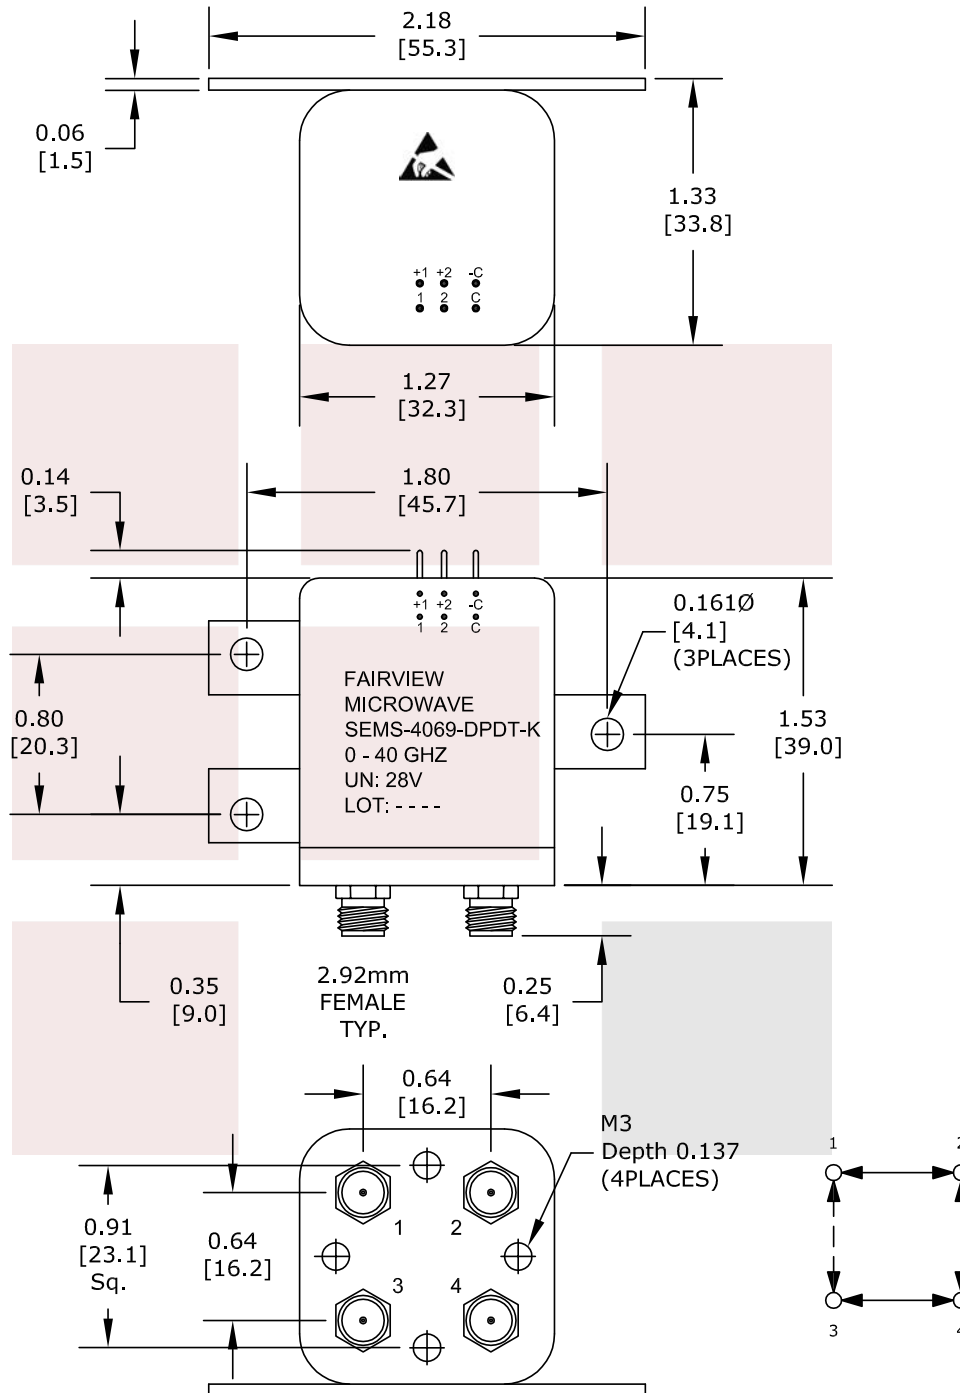 2.18
[55.3]
0.06
[1.5]
1.33
[33.8]
+1 +2 -C
1 2 C
1.27
[32.3]
0.14
[3.5]
1.80
[45.7]
+1 +2 -C
1 2 C
0.161Ø
[4.1]
(3PLACES)
FAIRVIEW
MICROWAVE
SEMS-4069-DPDT-K
0 - 40 GHZ
UN: 28V
LOT: - - - -
0.80
[20.3]
1.53
[39.0]
0.75
[19.1]
0.35
[9.0]
2.92mm
FEMALE
TYP.
0.25
[6.4]
0.64
[16.2]
M3
Depth 0.137
(4PLACES)
0.91
[23.1]
Sq.
0.64
[16.2]
1 2
3 4
1 2
3 4